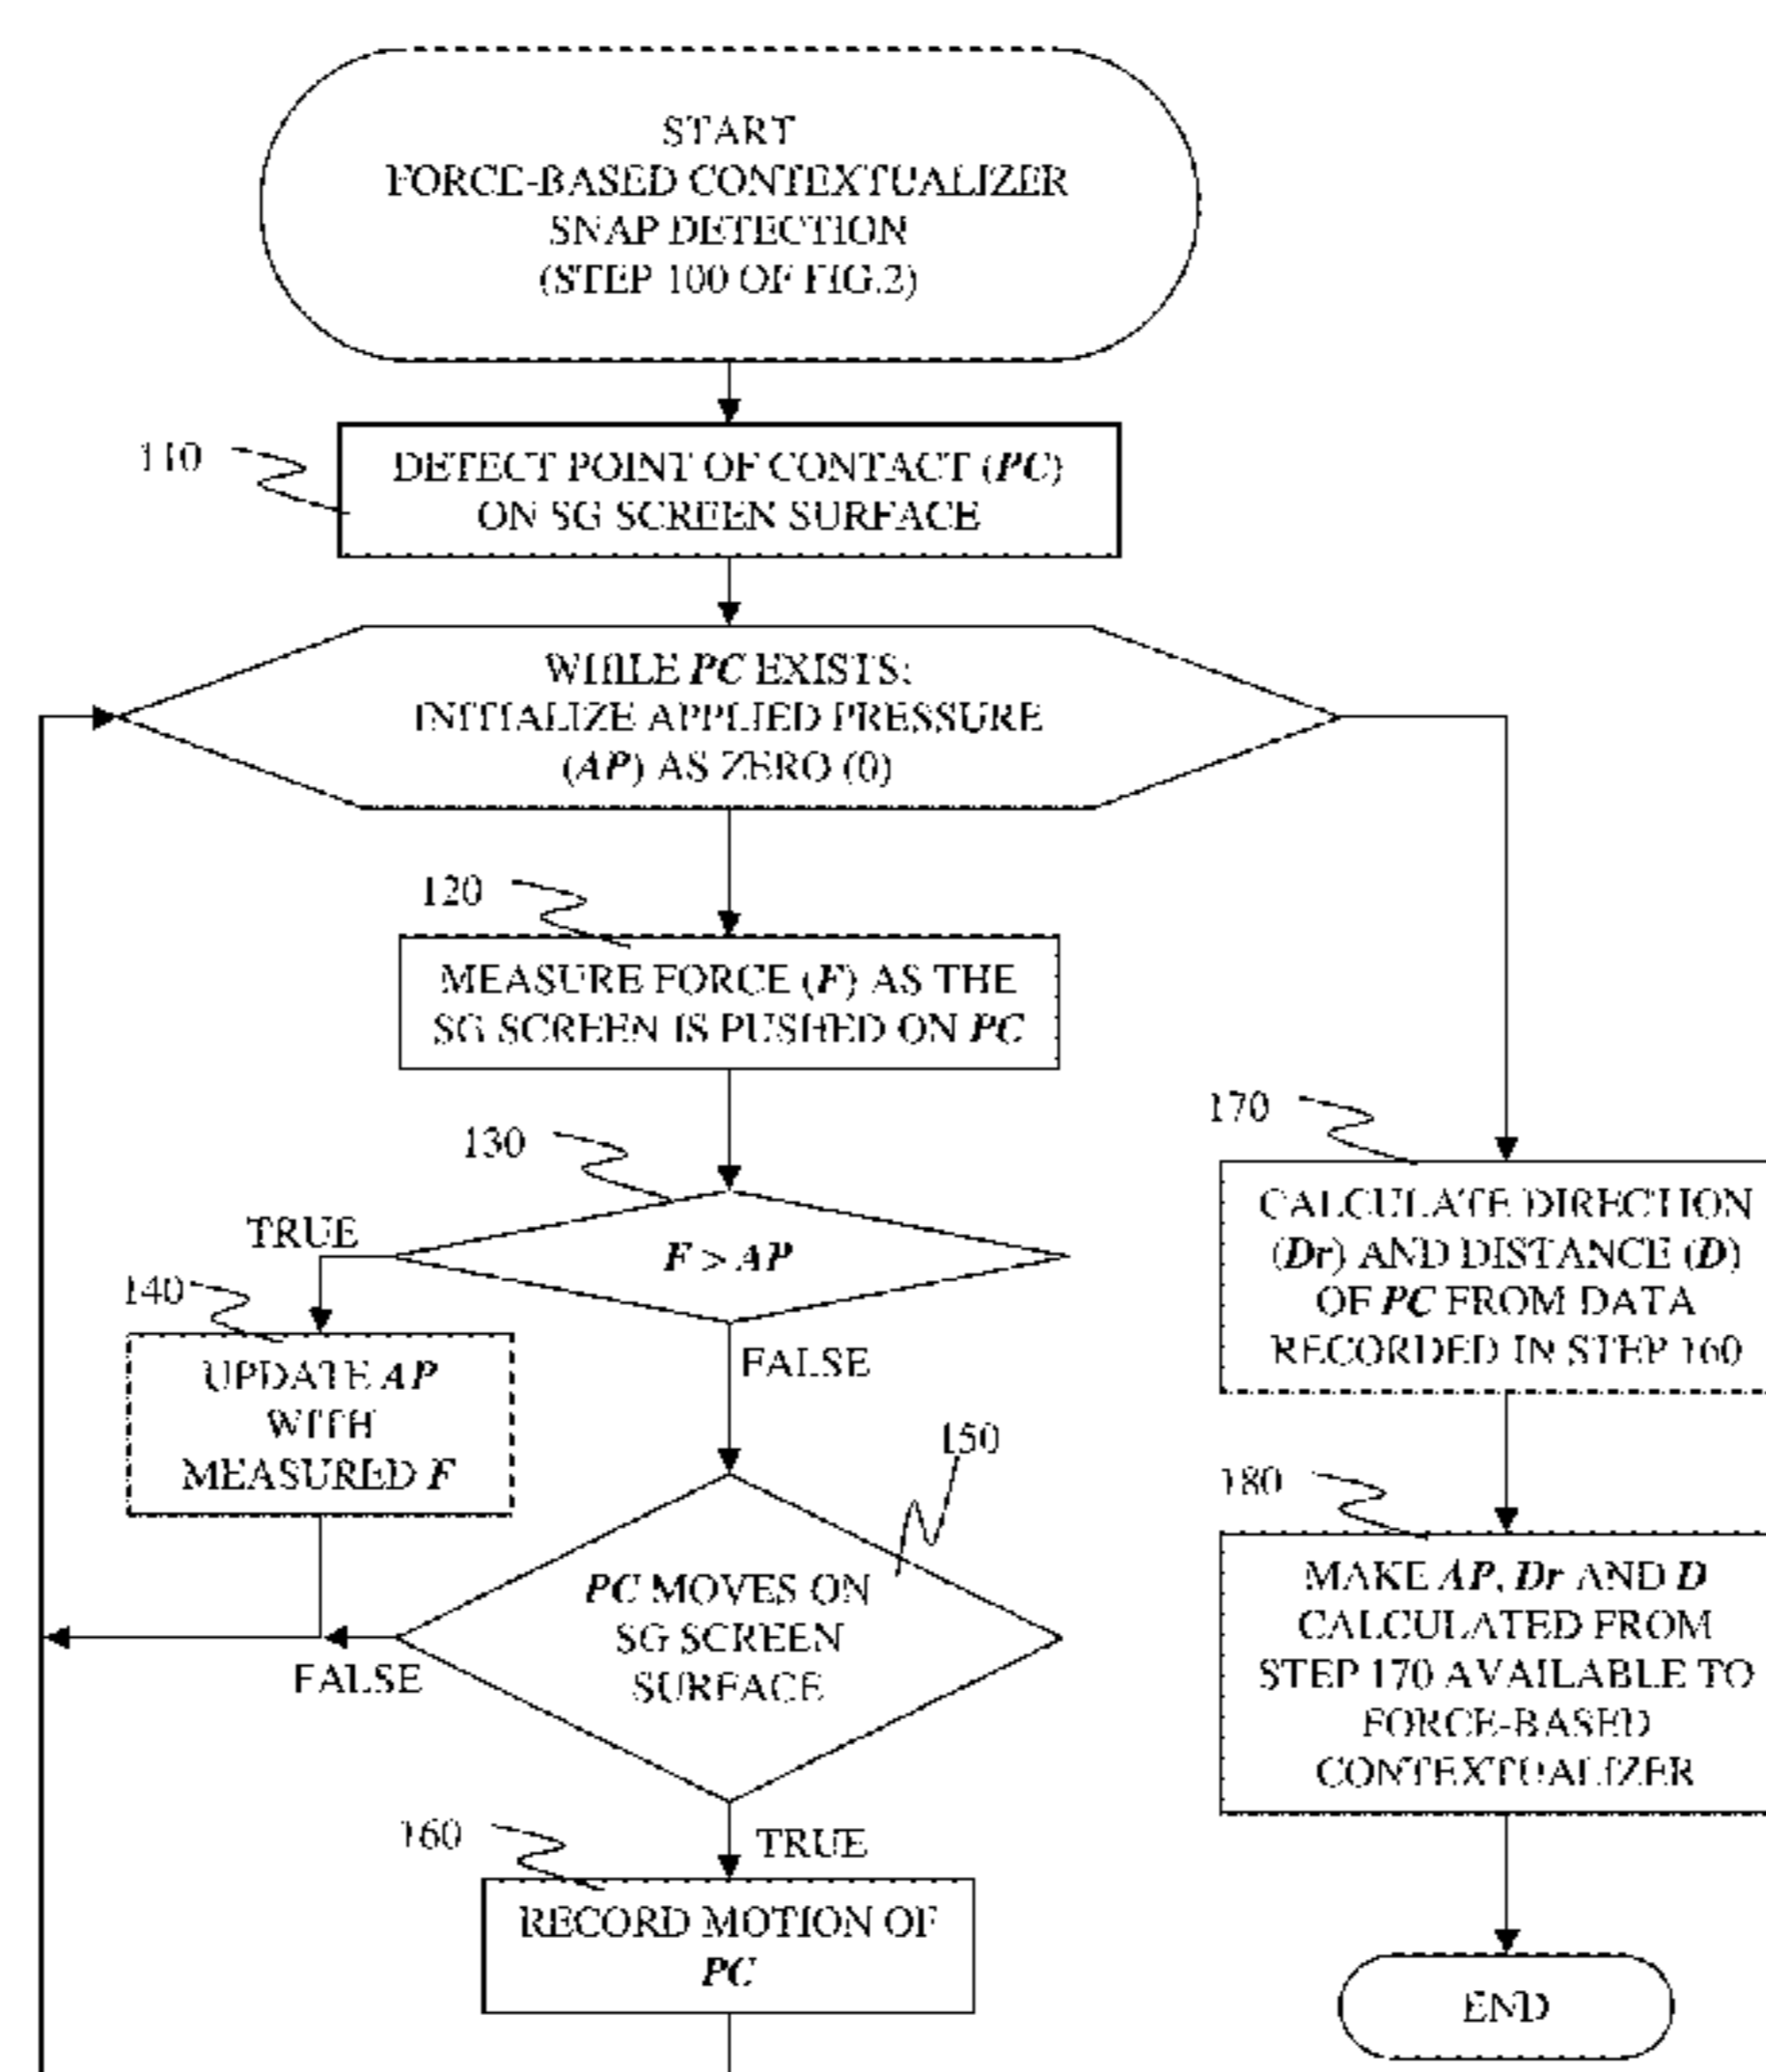 START
FORCE-BASED CONTEXTUALIZER
SNAP DETECTION
(STEP 100 OF FIG.2)
110
DETECT POINT OF CONTACT (PC)
ON SG SCREEN SURFACE
WHILE PC EXISTS:
INITIALIZE APPLIED PRESSURE
(AP) AS ZERO (0)
120
MEASURE FORCE (F) AS THE
SG SCREEN IS PUSHED ON PC
130
F > AP
TRUE
FALSE
140
UPDATE AP
WITH
MEASURED F
150
PC MOVES ON
SG SCREEN
SURFACE
FALSE
TRUE
160
RECORD MOTION OF
PC
170
CALCULATE DIRECTION
(Dr) AND DISTANCE (D)
OF PC FROM DATA
RECORDED IN STEP 160
180
MAKE AP, Dr AND D
CALCULATED FROM
STEP 170 AVAILABLE TO
FORCE-BASED
CONTEXTUALIZER
END